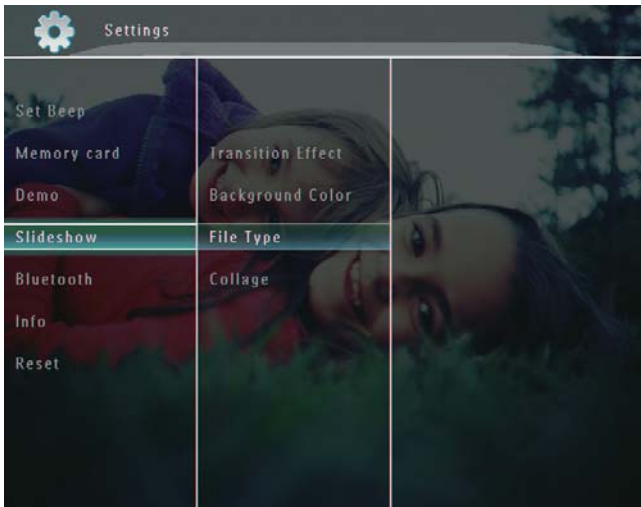 Settings
Set Beep
Memory card
Demo
Slideshow
Bluetooth
Info
Reset
Transition Effect
Background Color
File Type
Collage